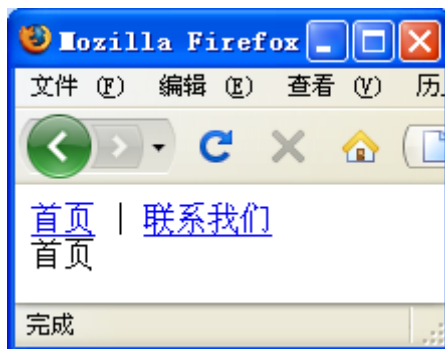 Mozilla Firefox
文件 (F) 编辑 (E) 查看 (V) 历
首页 | 联系我们
首页
完成